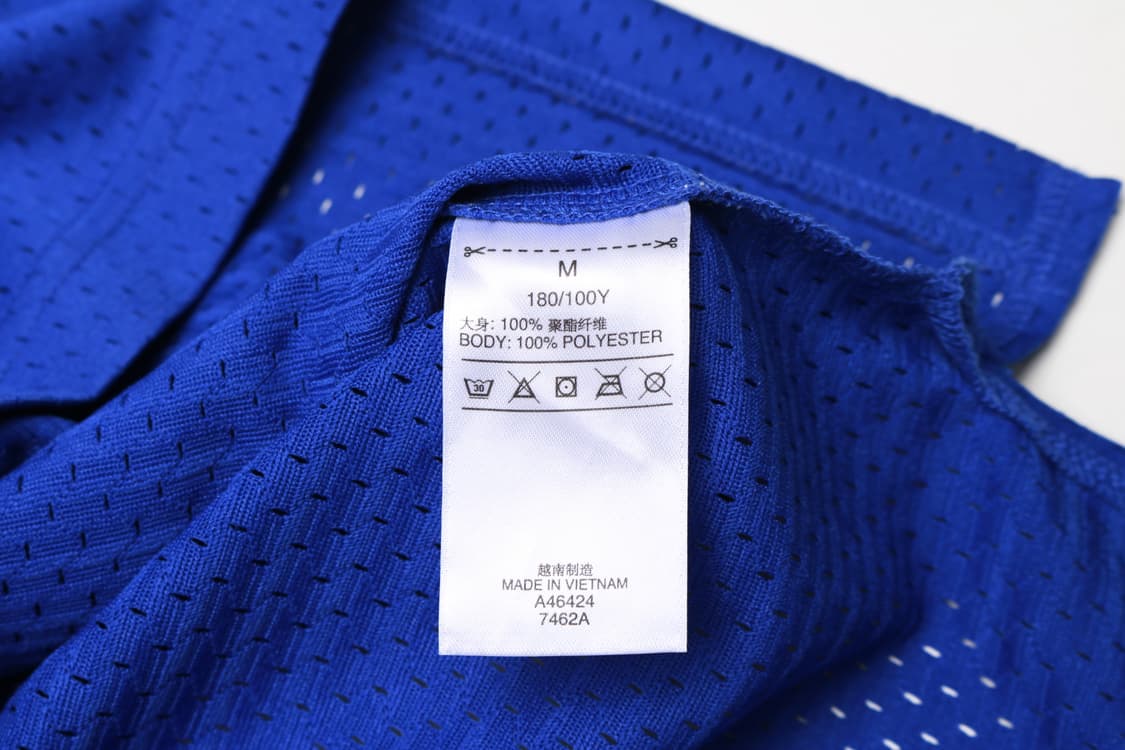 M
180/100Y
大身: 100% 聚酯纤维
BODY: 100% POLYESTER
30
越南制造
MADE IN VIETNAM
A46424
7462A